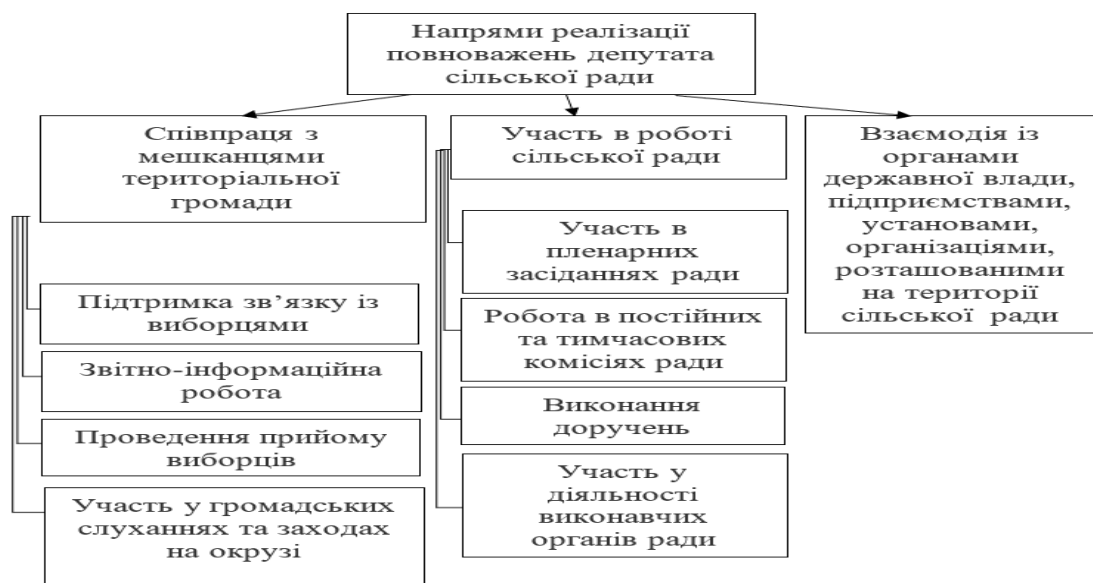 Напрями реалізації
повноважень депутата
сільської ради
Співпраця з
мешканцями
територіальної
громади
Підтримка зв’язку із
виборцями
Звітно-інформаційна
робота
Проведення прийому
виборців
Участь у громадських
слуханнях та заходах
на окрузі
Участь в роботі
сільської ради
Участь в
пленарних
засіданнях ради
Робота в постійних
та тимчасових
комісіях ради
Виконання
доручень
Участь у
діяльності
виконавчих
органів ради
Взаємодія із
органами
державної влади,
підприємствами,
установами,
організаціями,
розташованими
на території
сільської ради